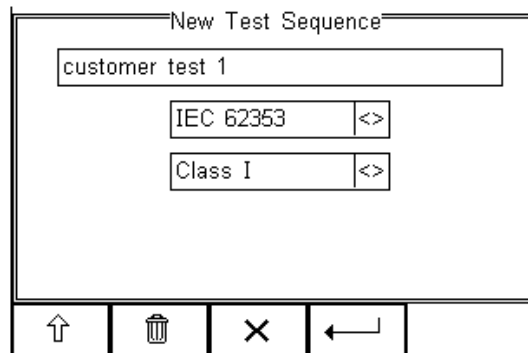 New Test Sequence
customer test 1
IEC 62353 <>
Class I <>